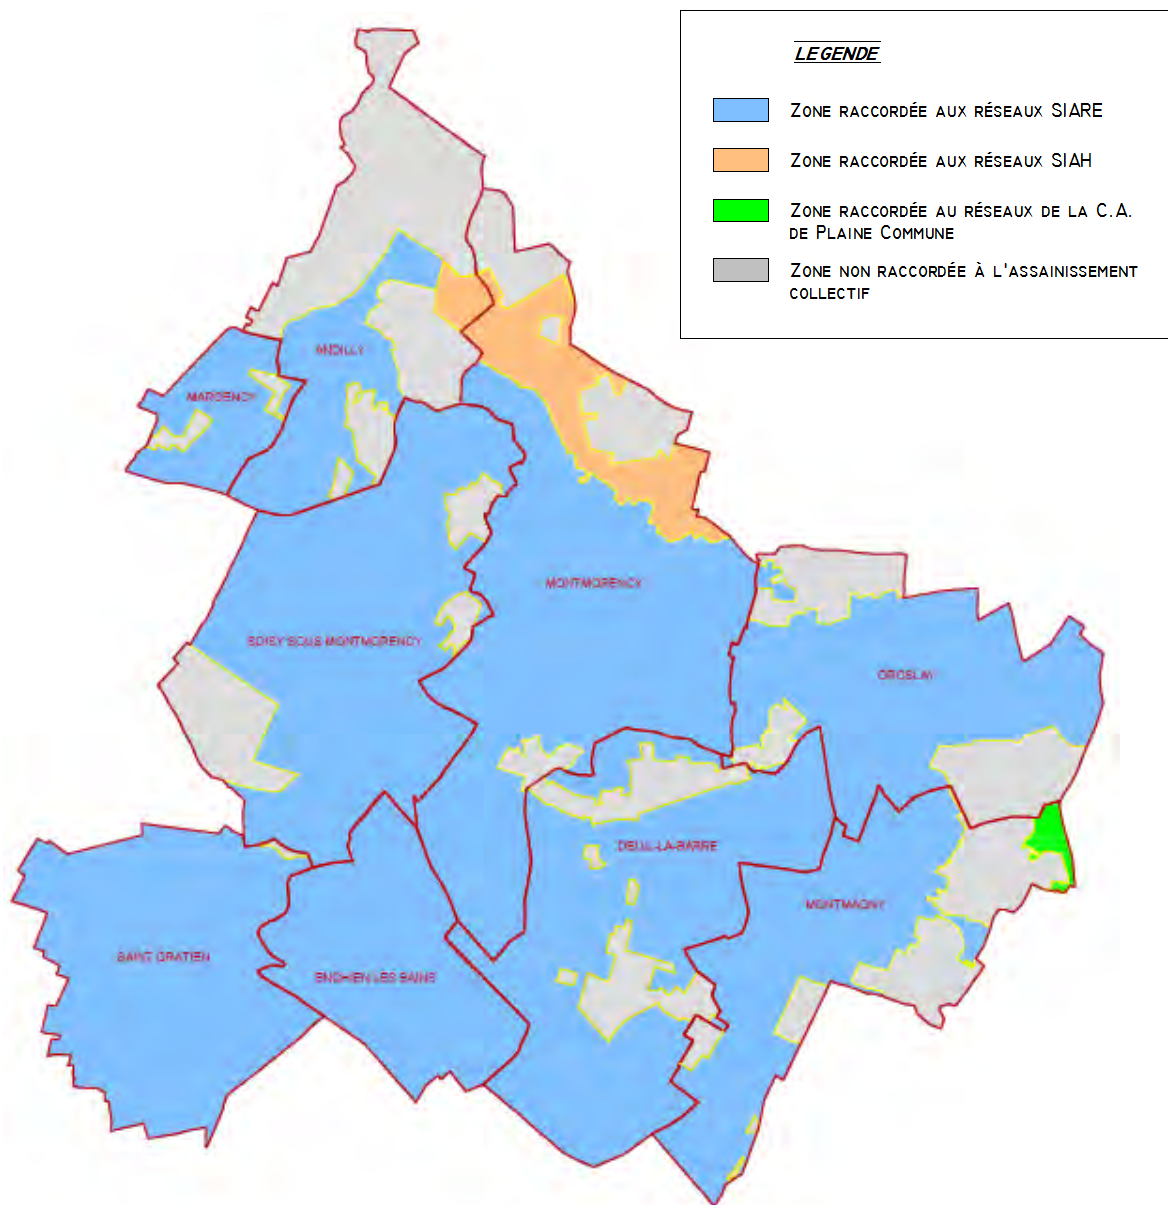 LEGENDE
ZONE RACCORDÉE AUX RÉSEAUX SIARE
ZONE RACCORDÉE AUX RÉSEAUX SIAH
ZONE RACCORDÉE AU RÉSEAUX DE LA C.A.
DE PLAINE COMMUNE
ZONE NON RACCORDÉE À L'ASSAINISSEMENT
COLLECTIF
ANDILLY
MARGENCY
MONTMORENCY
SOISY SOUS MONTMORENCY
GROSLAY
DEUIL-LA-BARRE
MONTMAGNY
SAINT GRATIEN
ENGHIEN LES BAINS